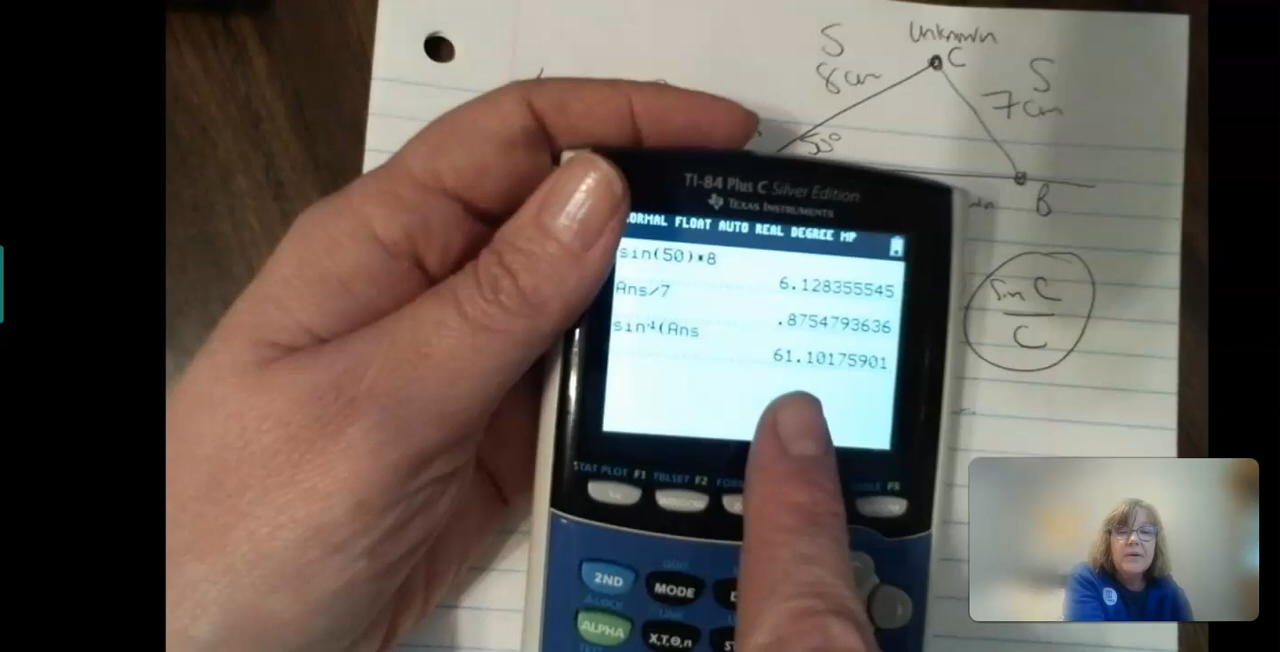 unknown
S
C
8cm
S
7cm
50°
B
sin C
C
TI-84 Plus C Silver Edition
TEXAS INSTRUMENTS
NORMAL FLOAT AUTO REAL DEGREE MP
sin(50)*8
6.128355545
Ans/7
.8754793636
sin⁻¹(Ans
61.10175901
STAT PLOT F1 TBLSET F2 F5
2ND
MODE
QUIT
A-LOCK
ALPHA
X,T,Θ,n